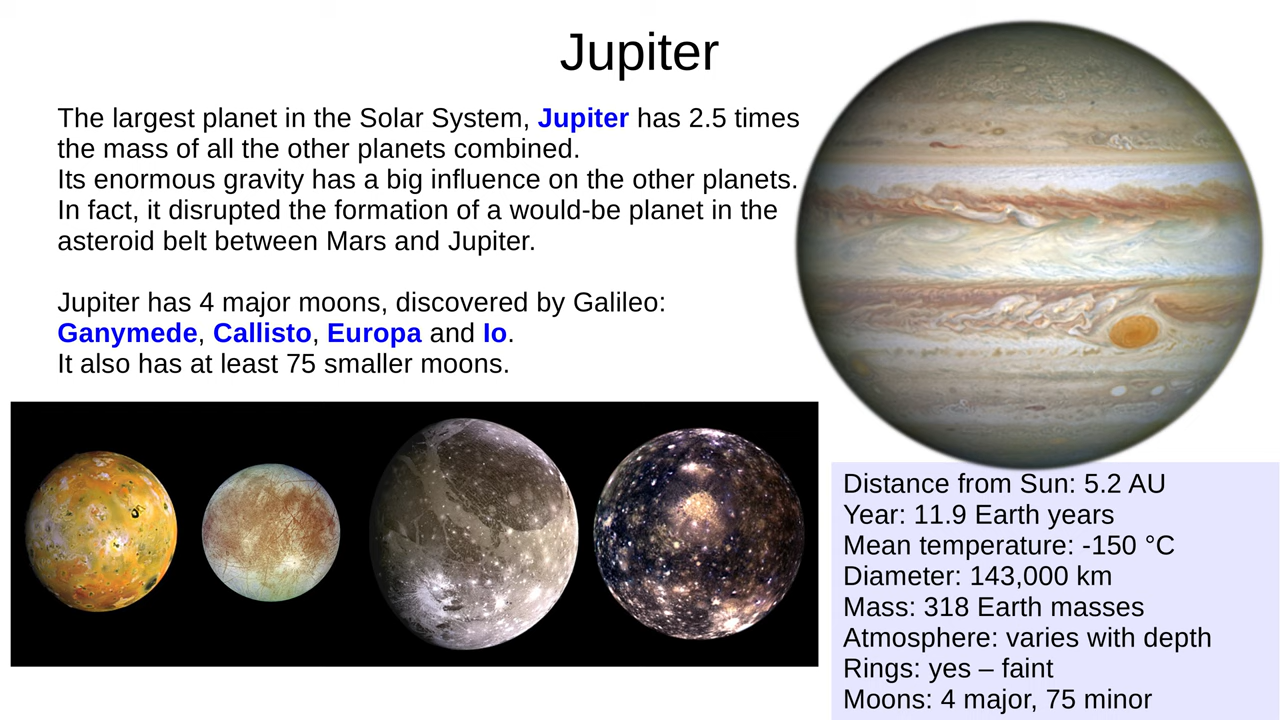 Jupiter
The largest planet in the Solar System, Jupiter has 2.5 times
the mass of all the other planets combined.
Its enormous gravity has a big influence on the other planets.
In fact, it disrupted the formation of a would-be planet in the
asteroid belt between Mars and Jupiter.
Jupiter has 4 major moons, discovered by Galileo:
Ganymede, Callisto, Europa and Io.
It also has at least 75 smaller moons.
Distance from Sun: 5.2 AU
Year: 11.9 Earth years
Mean temperature: -150 °C
Diameter: 143,000 km
Mass: 318 Earth masses
Atmosphere: varies with depth
Rings: yes – faint
Moons: 4 major, 75 minor